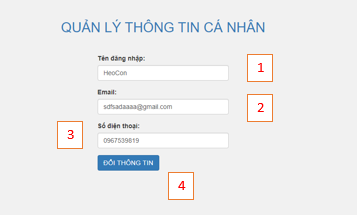 QUẢN LÝ THÔNG TIN CÁ NHÂN
Tên đăng nhập:
HeoCon
1
Email:
sdfsadaaaa@gmail.com
2
Số điện thoại:
3
0967539819
ĐỔI THÔNG TIN
4